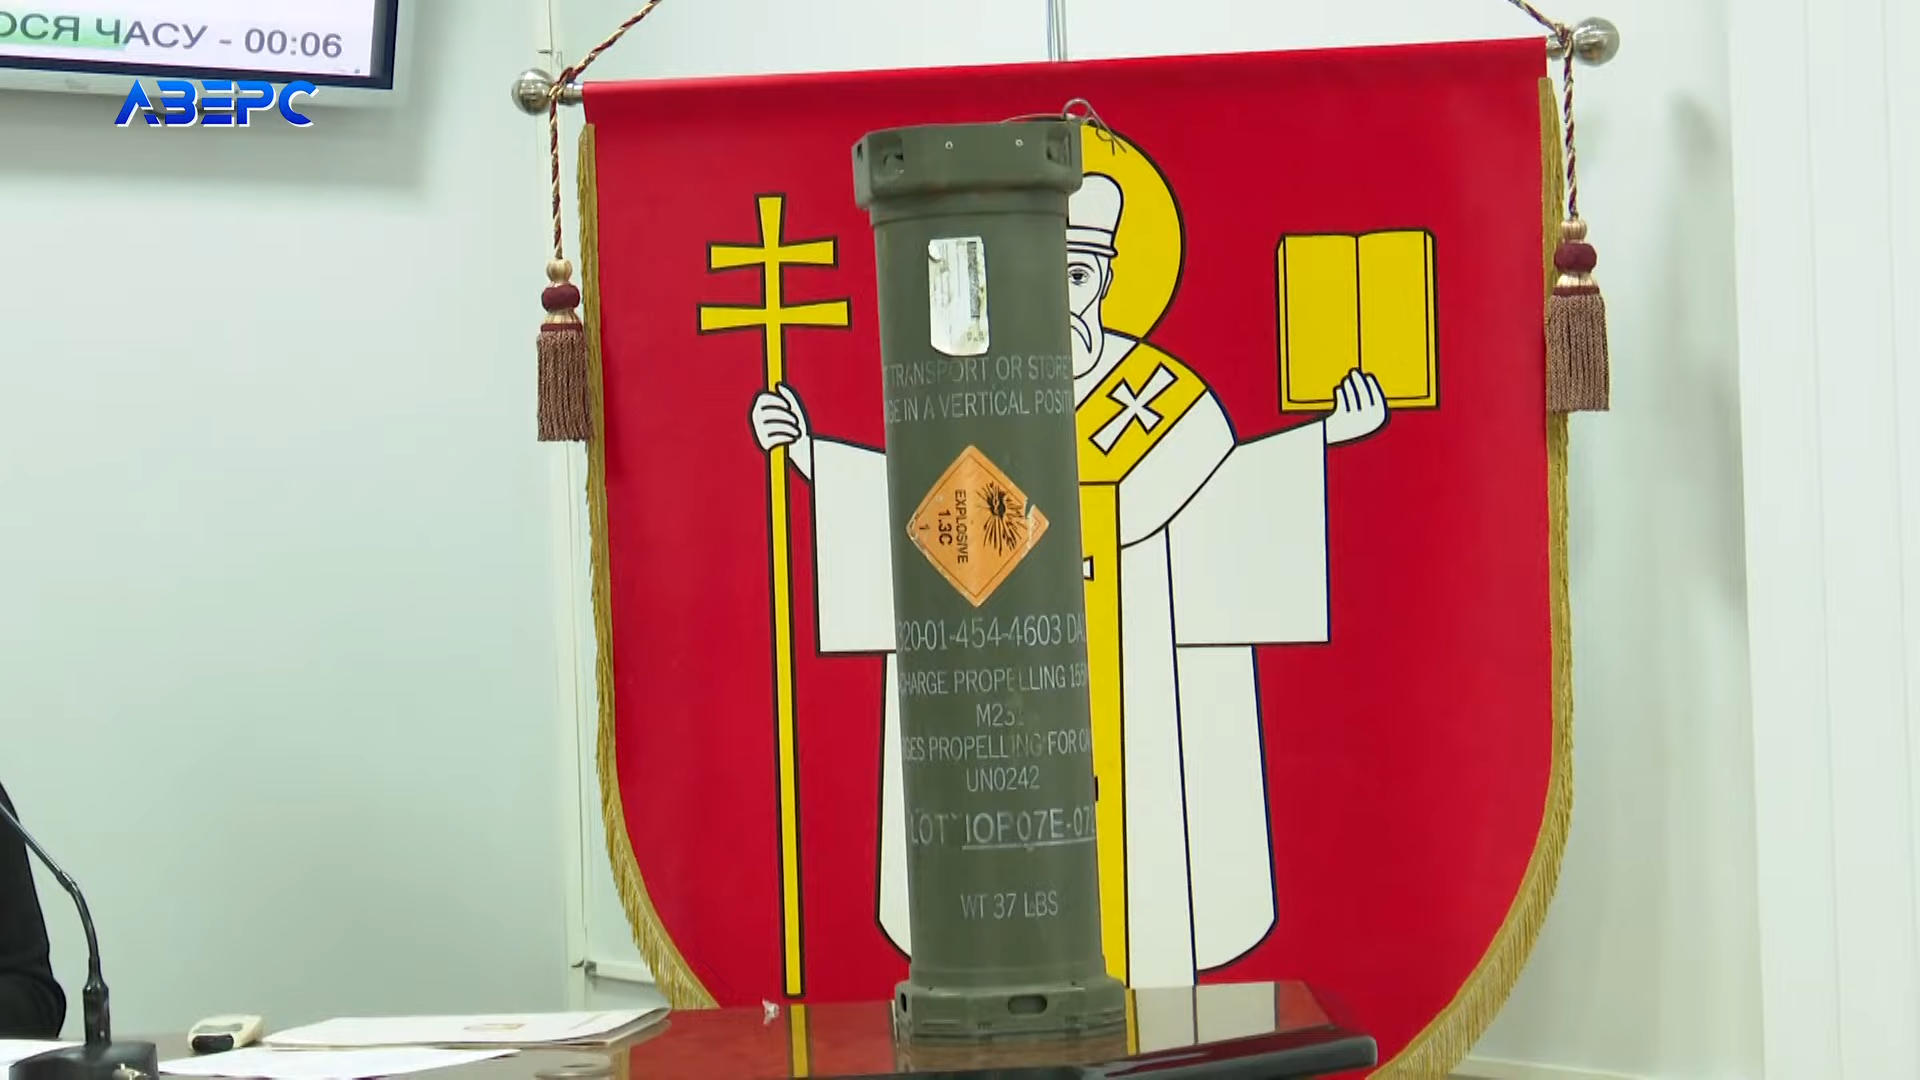 ОСЯ ЧАСУ - 00:06
АВЕРС
TRANSPORT OR STORE
IN A VERTICAL POSIT
EXPLOSIVE
1.3C
1
320-01-454-4603 DA
CHARGE PROPELLING 155
M23
GES PROPELLING FOR CA
UN0242
LOT IOP07E-07
WT 37 LBS